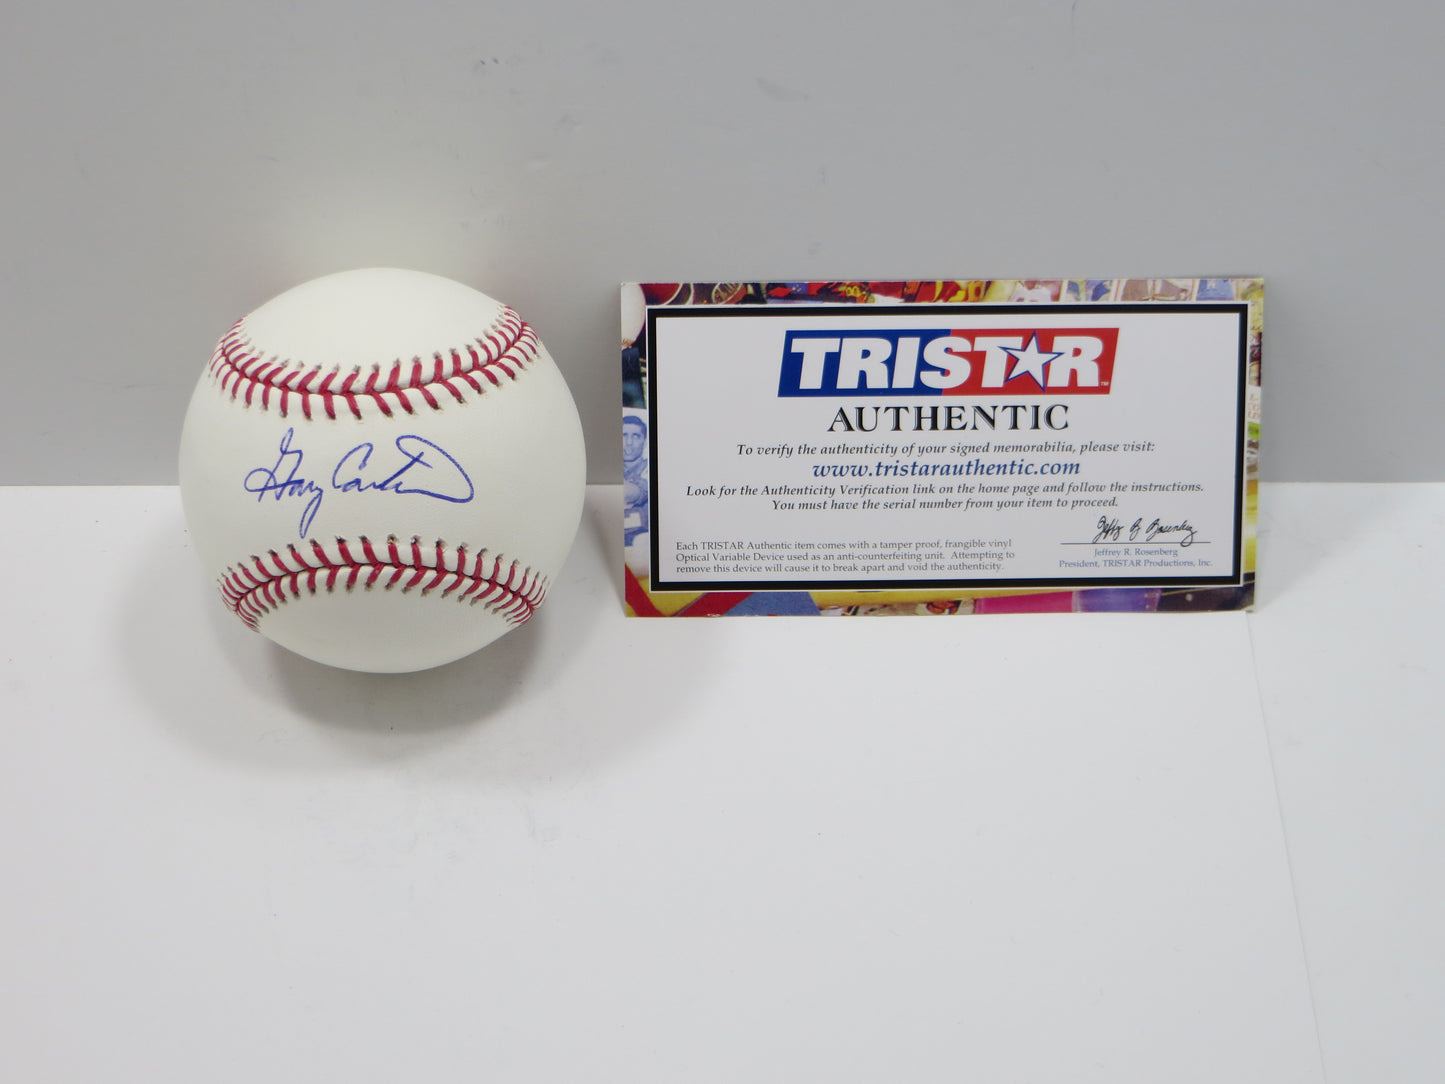 Gary Carter
TRISTAR™
AUTHENTIC
To verify the authenticity of your signed memorabilia, please visit:
www.tristarauthentic.com
Look for the Authenticity Verification link on the home page and follow the instructions.
You must have the serial number from your item to proceed.
Each TRISTAR Authentic item comes with a tamper proof, frangible vinyl
Optical Variable Device used as an anti-counterfeiting unit. Attempting to
remove this device will cause it to break apart and void the authenticity.
Jeffrey R. Rosenberg
Jeffrey R. Rosenberg
President, TRISTAR Productions, Inc.